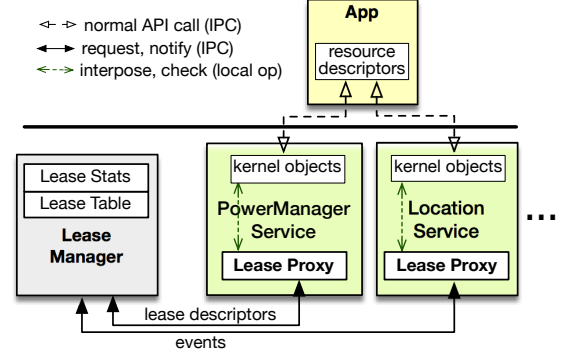 normal API call (IPC)
request, notify (IPC)
interpose, check (local op)
App
resource
descriptors
Lease Stats
Lease Table
Lease
Manager
kernel objects
PowerManager
Service
Lease Proxy
kernel objects
Location
Service
Lease Proxy
...
lease descriptors
events